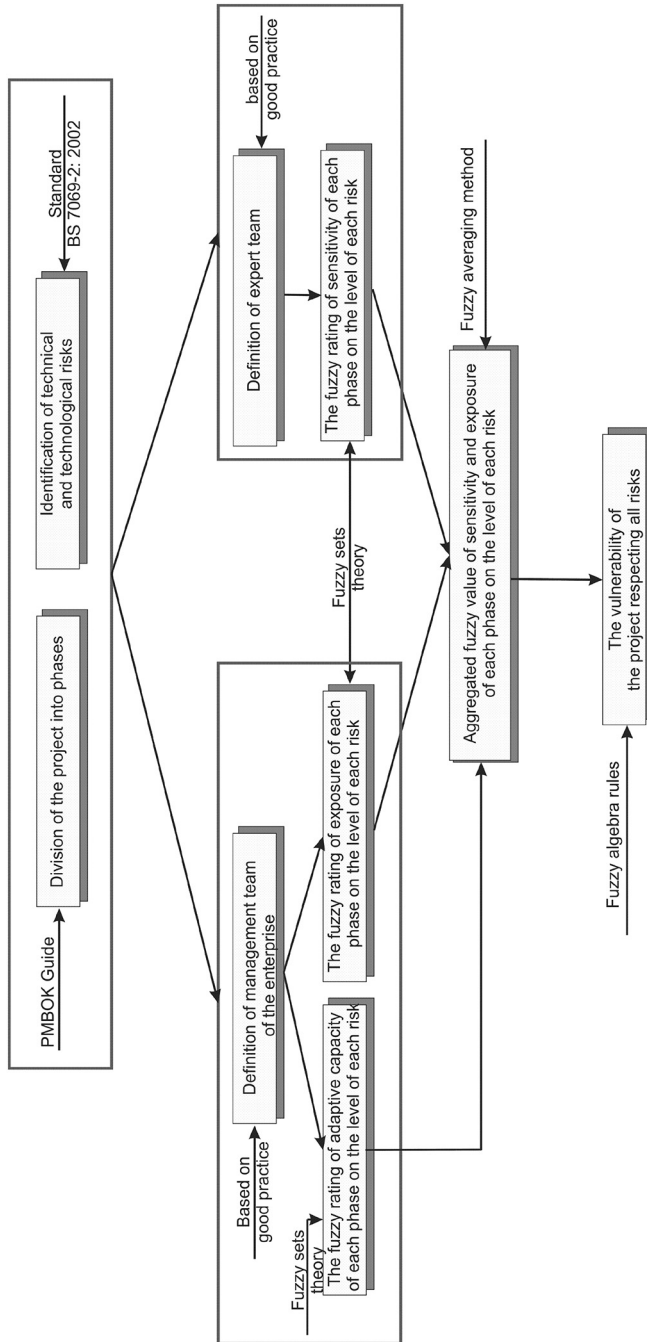 PMBOK Guide
Division of the project into phases
Identification of technical
and technological risks
Standard
BS 7069-2: 2002
Based on
good practice
Definition of management team
of the enterprise
Fuzzy sets
theory
The fuzzy rating of adaptive capacity
of each phase on the level of each risk
The fuzzy rating of exposure of each
phase on the level of each risk
Fuzzy sets
theory
Definition of expert team
based on
good practice
The fuzzy rating of sensitivity of each
phase on the level of each risk
Aggregated fuzzy value of sensitivity and exposure
of each phase on the level of each risk
Fuzzy averaging method
Fuzzy algebra rules
The vulnerability of
the project respecting all risks